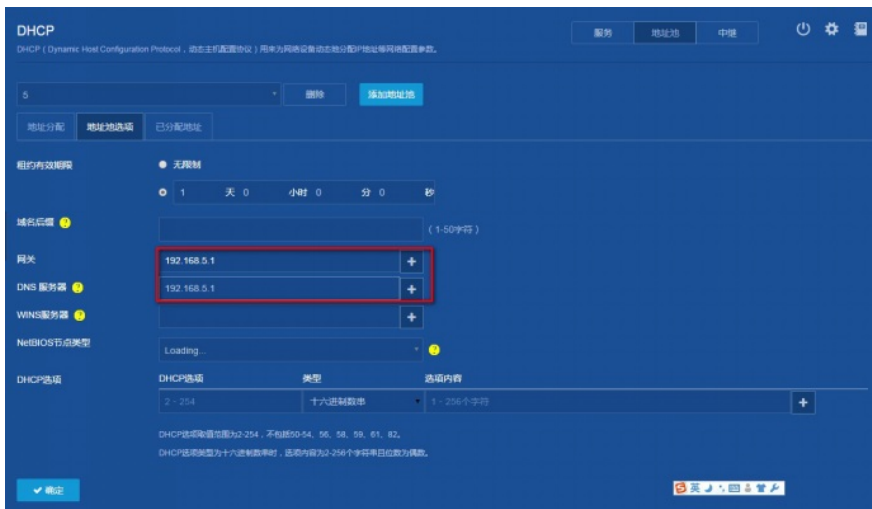 DHCP
服务 地址池 中继
DHCP ( Dynamic Host Configuration Protocol , 动态主机配置协议 ) 用来为网络设备动态地分配IP地址等网络配置参数。
5 删除 添加地址池
地址分配 地址池选项 已分配地址
租约有效期限 无限制
1 天 0 小时 0 分 0 秒
域名后缀 ? ( 1-50字符 )
网关 192.168.5.1 +
DNS 服务器 ? 192.168.5.1 +
WINS服务器 ? +
NetBIOS节点类型 Loading... ?
DHCP选项 DHCP选项 类型 选项内容
2 - 254 十六进制数串 1 - 256个字符 +
DHCP选项取值范围为2-254 , 不包括50-54、56、58、59、61、82。
DHCP选项类型为十六进制数串时 , 选项内容为2-256个字符串且位数为偶数。
确定
S 英